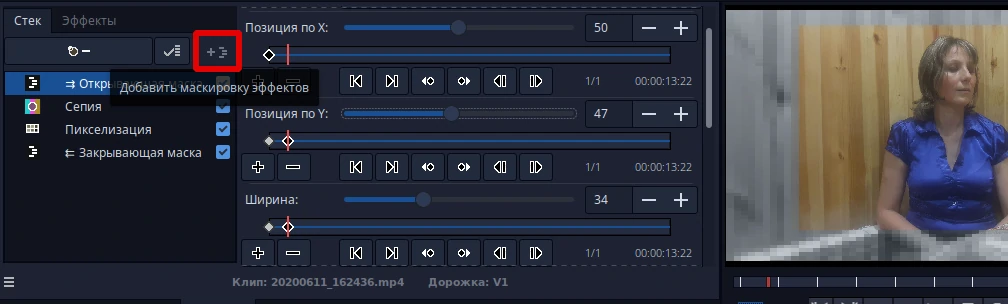 Стек Эффекты
Добавить маскировку эффектов
⇉ Откры
Сепия
Пикселизация
⇇ Закрывающая маска
Позиция по X: 50
1/1 00:00:13:22
Позиция по Y: 47
1/1 00:00:13:22
Ширина: 34
1/1 00:00:13:22
Клип: 20200611_162436.mp4 Дорожка: V1